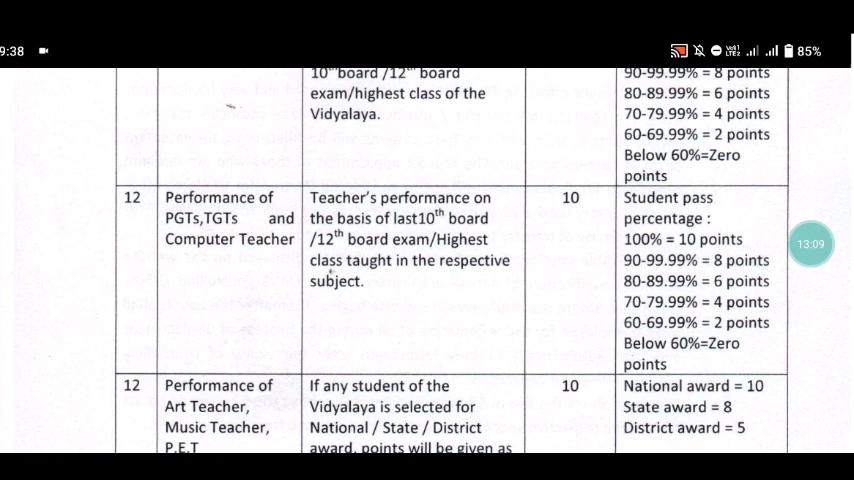 9:38
85%
10th board /12th board
exam/highest class of the
Vidyalaya.
90-99.99% = 8 points
80-89.99% = 6 points
70-79.99% = 4 points
60-69.99% = 2 points
Below 60%=Zero
points
12
Performance of
PGTs,TGTs and
Computer Teacher
Teacher's performance on
the basis of last10th board
/12th board exam/Highest
class taught in the respective
subject.
10
Student pass
percentage :
100% = 10 points
90-99.99% = 8 points
80-89.99% = 6 points
70-79.99% = 4 points
60-69.99% = 2 points
Below 60%=Zero
points
13:09
12
Performance of
Art Teacher,
Music Teacher,
P.E.T
If any student of the
Vidyalaya is selected for
National / State / District
award, points will be given as
10
National award = 10
State award = 8
District award = 5